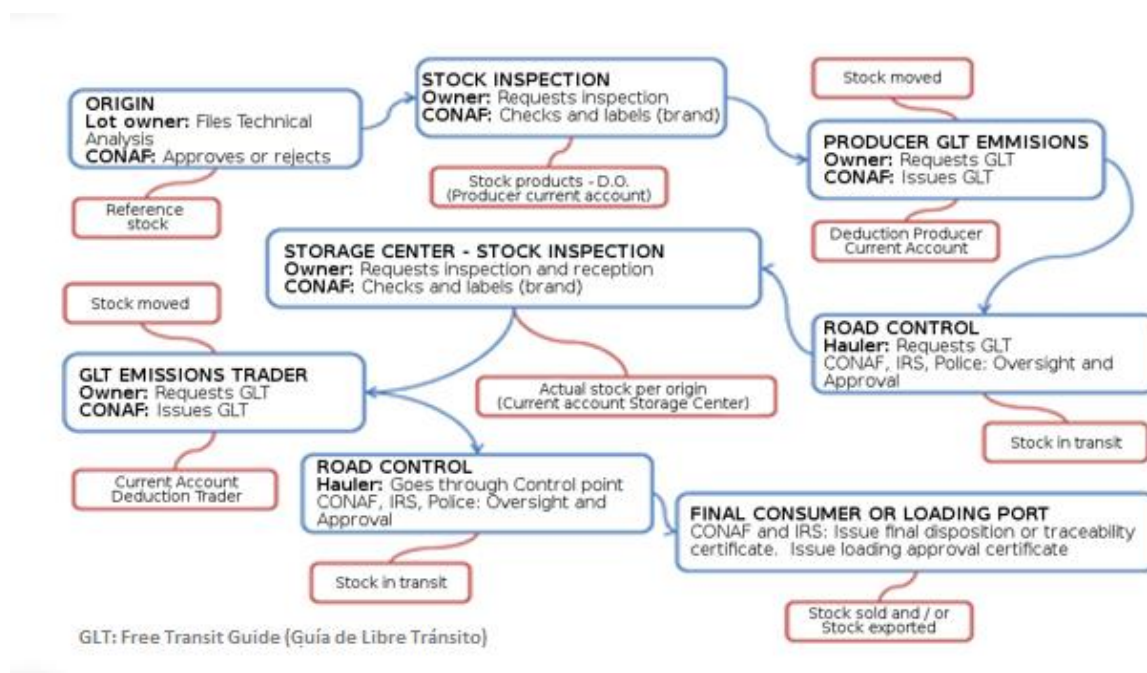 ORIGIN
Lot owner: Files Technical
Analysis
CONAF: Approves or rejects
Reference
stock
STOCK INSPECTION
Owner: Requests inspection
CONAF: Checks and labels (brand)
Stock products - D.O.
(Producer current account)
Stock moved
PRODUCER GLT EMMISIONS
Owner: Requests GLT
CONAF: Issues GLT
Deduction Producer
Current Account
ROAD CONTROL
Hauler: Requests GLT
CONAF, IRS, Police: Oversight and
Approval
Stock in transit
STORAGE CENTER - STOCK INSPECTION
Owner: Requests inspection and reception
CONAF: Checks and labels (brand)
Actual stock per origin
(Current account Storage Center)
Stock moved
GLT EMISSIONS TRADER
Owner: Requests GLT
CONAF: Issues GLT
Current Account
Deduction Trader
ROAD CONTROL
Hauler: Goes through Control point
CONAF, IRS, Police: Oversight and
Approval
Stock in transit
FINAL CONSUMER OR LOADING PORT
CONAF and IRS: Issue final disposition or traceability
certificate. Issue loading approval certificate
Stock sold and / or
Stock exported
GLT: Free Transit Guide (Guía de Libre Tránsito)